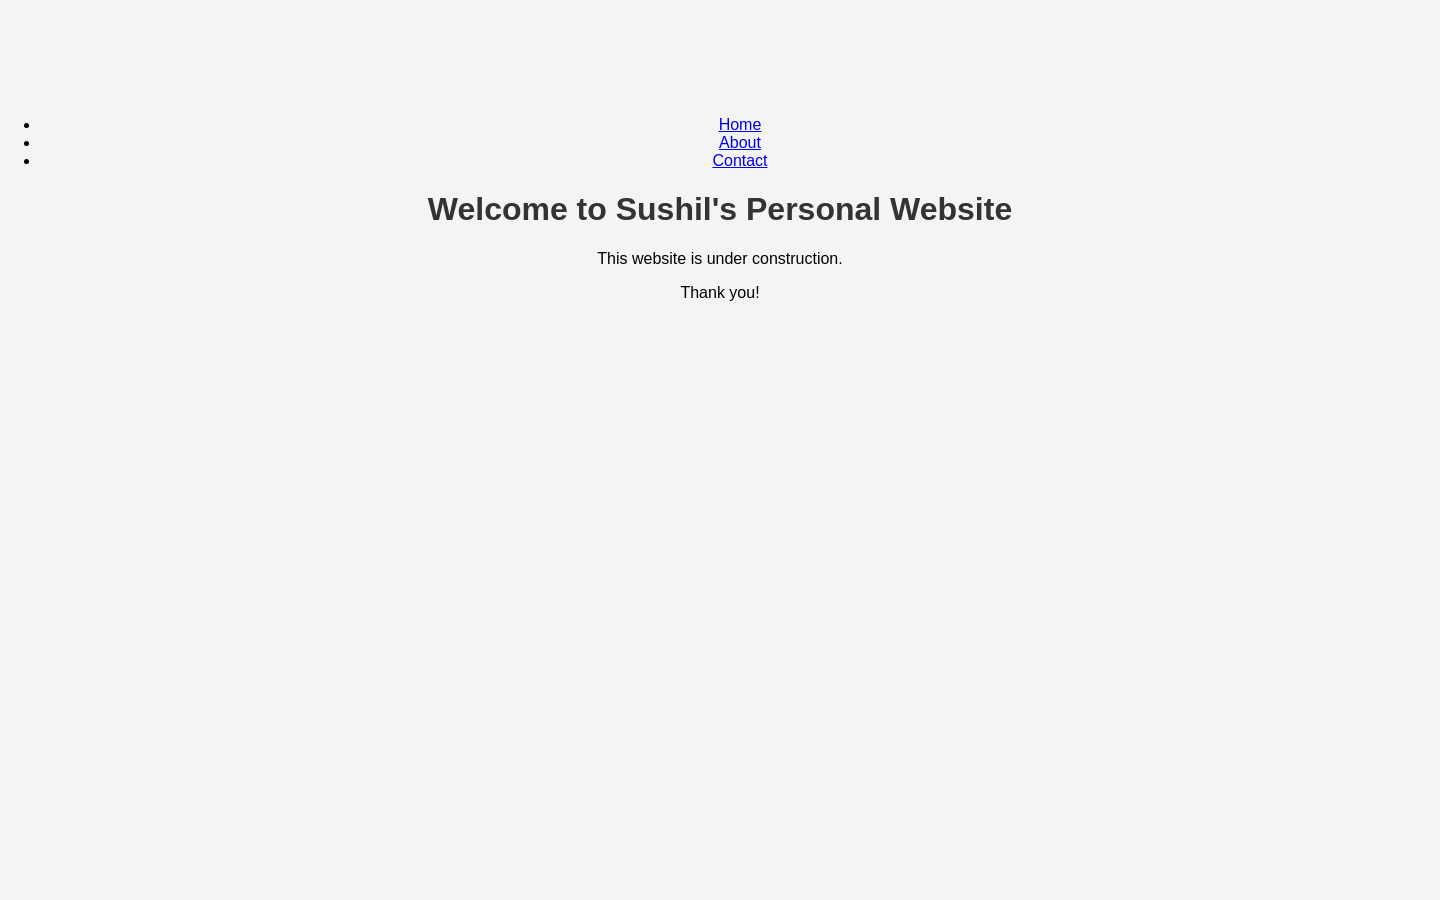 Home
About
Contact
Welcome to Sushil's Personal Website
This website is under construction.
Thank you!